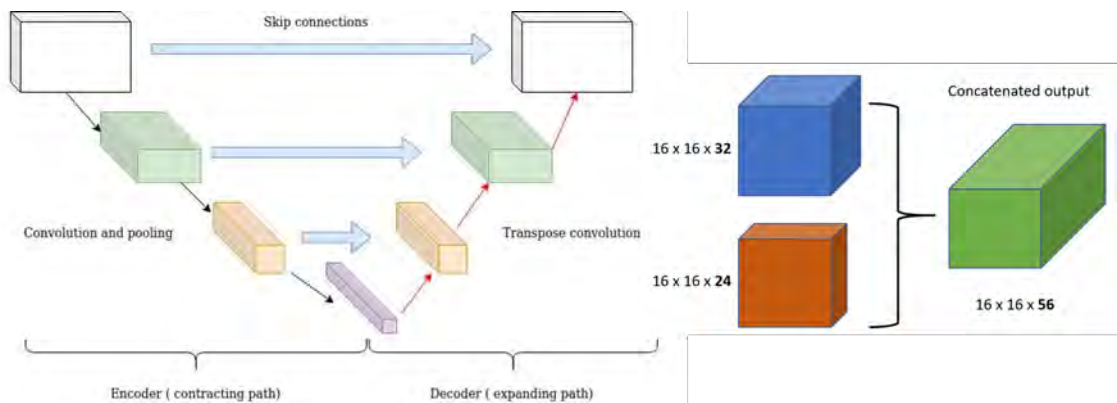 Skip connections
Convolution and pooling
Transpose convolution
Encoder ( contracting path)
Decoder ( expanding path)
16 x 16 x 32
16 x 16 x 24
Concatenated output
16 x 16 x 56